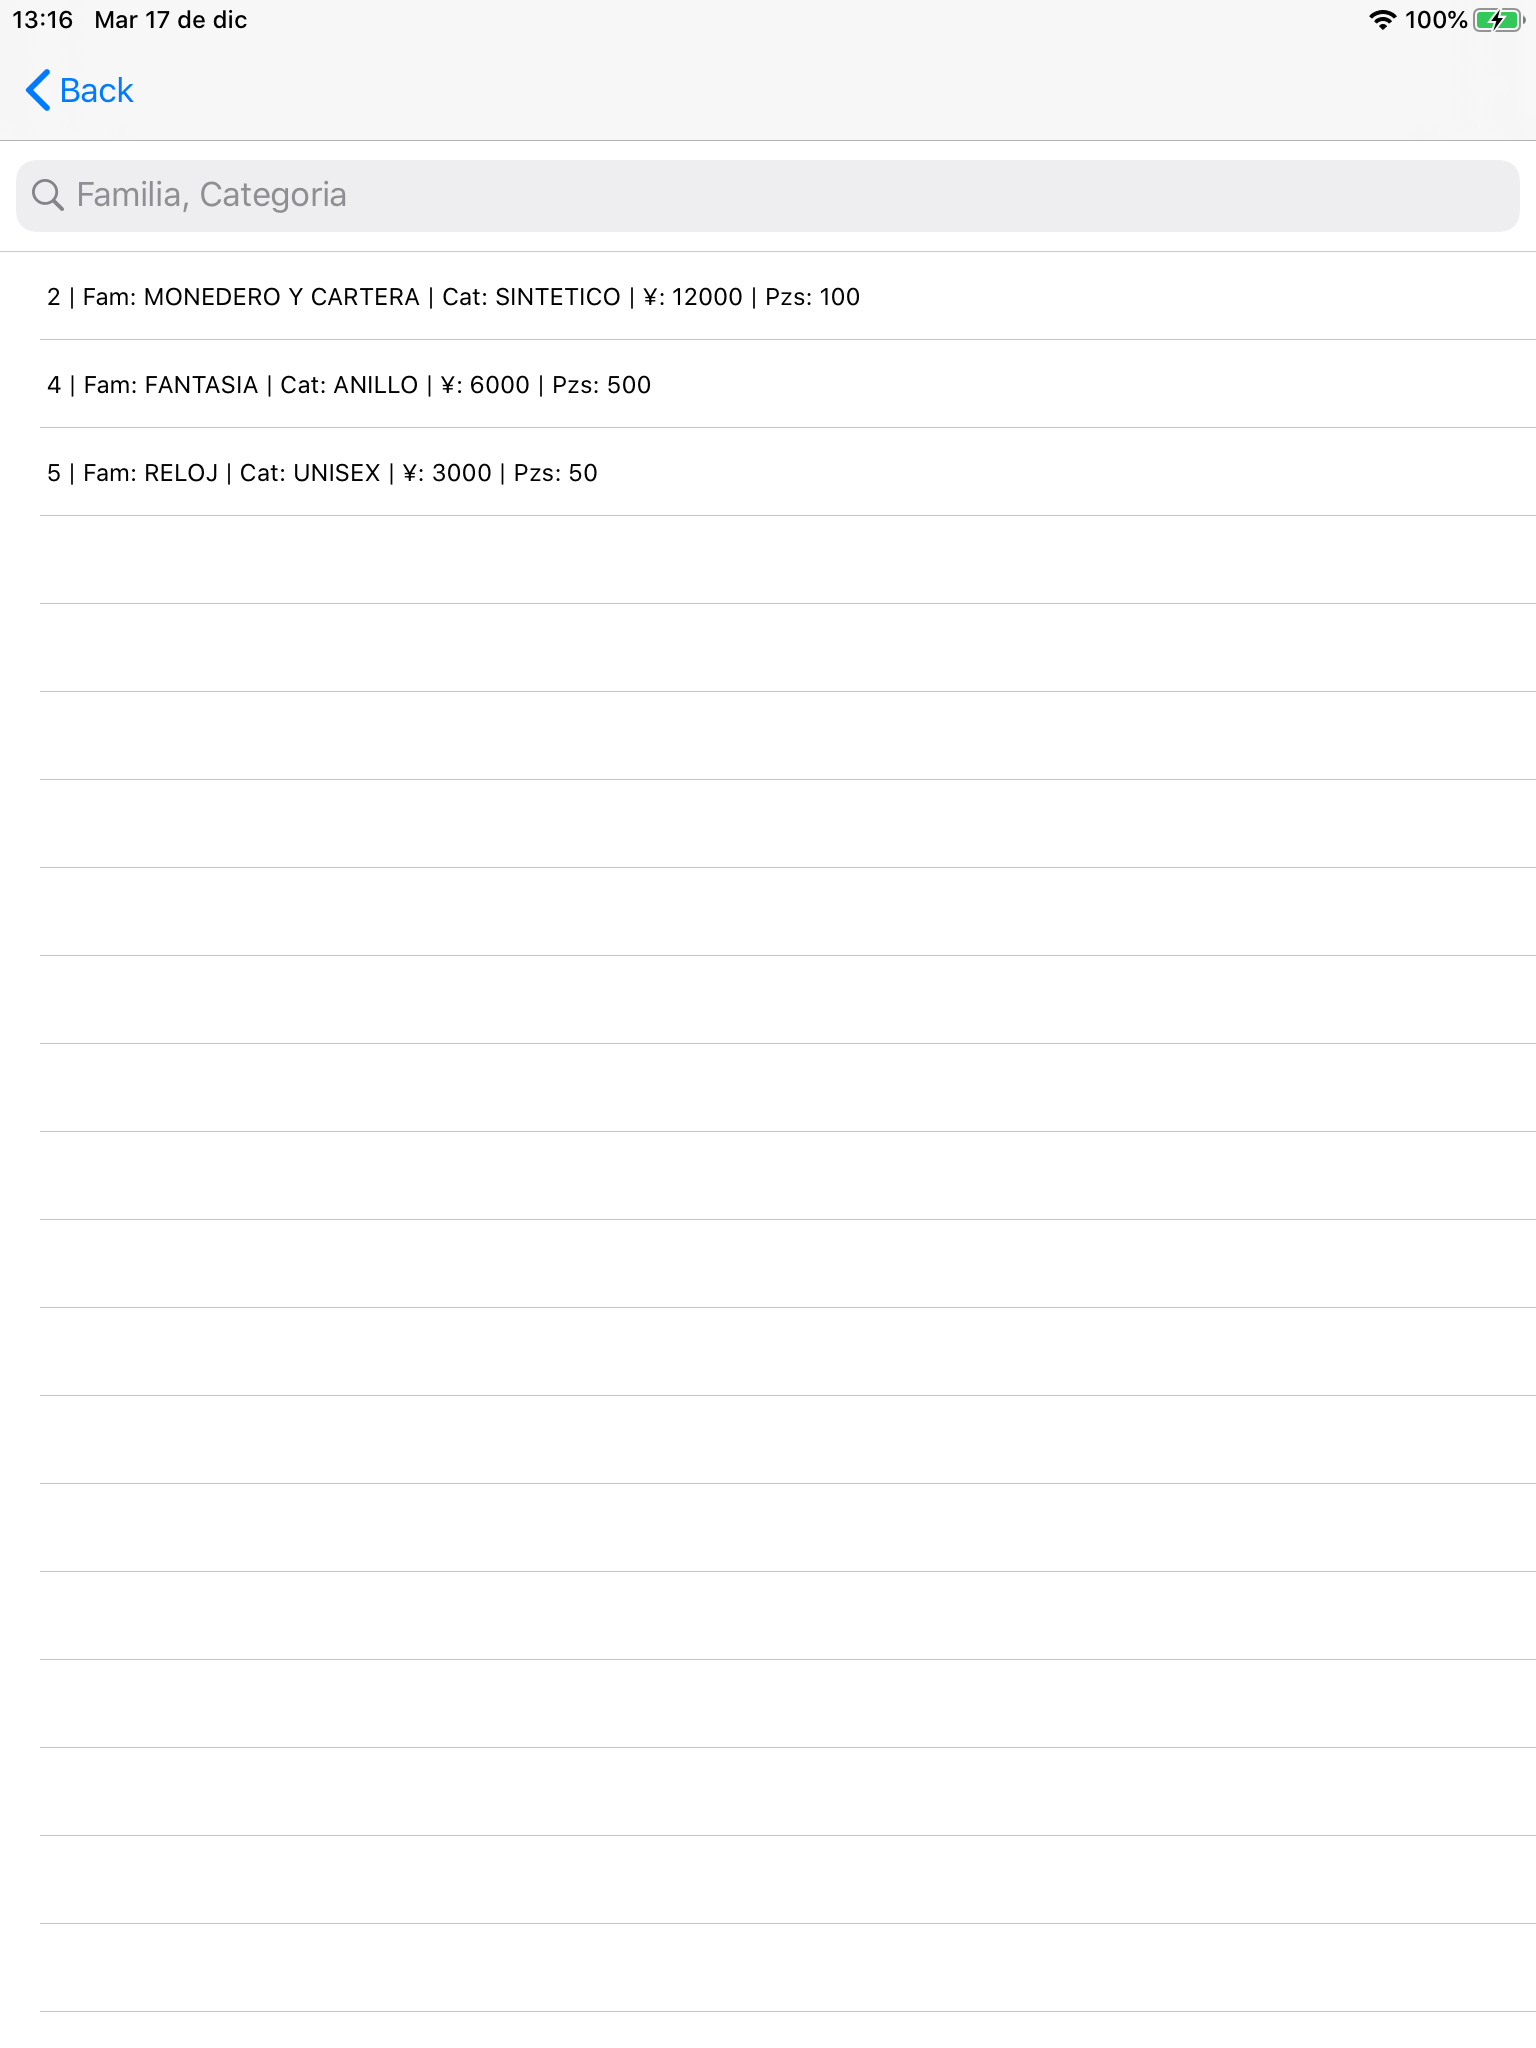 13:16 Mar 17 de dic 100%
Back
Familia, Categoria
2 | Fam: MONEDERO Y CARTERA | Cat: SINTETICO | ¥: 12000 | Pzs: 100
4 | Fam: FANTASIA | Cat: ANILLO | ¥: 6000 | Pzs: 500
5 | Fam: RELOJ | Cat: UNISEX | ¥: 3000 | Pzs: 50